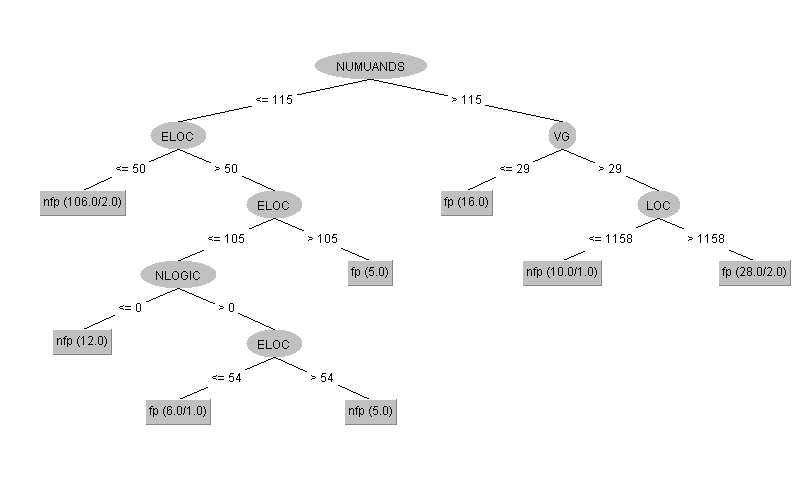 NUMUANDS
<= 115
> 115
ELOC
VG
<= 50
> 50
<= 29
> 29
nfp (106.0/2.0)
ELOC
fp (16.0)
LOC
<= 105
> 105
<= 1158
> 1158
NLOGIC
fp (5.0)
nfp (10.0/1.0)
fp (28.0/2.0)
<= 0
> 0
nfp (12.0)
ELOC
<= 54
> 54
fp (6.0/1.0)
nfp (5.0)